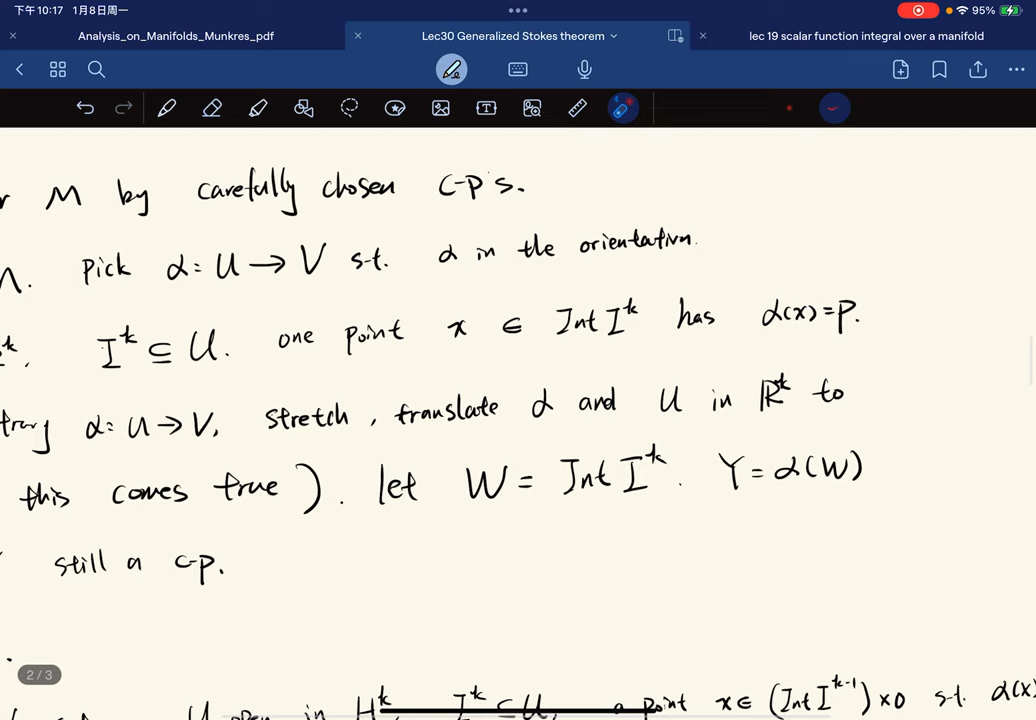 下午10:17 1月8日周一
95%
Analysis_on_Manifolds_Munkres_pdf
Lec30 Generalized Stokes theorem
lec 19 scalar function integral over a manifold
M by carefully chosen c-p's.
Pick α: U → V s.t. α in the orientation.
I^k ⊆ U. one point x ∈ Int I^k has α(x)=p.
α: U → V, stretch, translate α and U in R^k to
this comes true). let W = Int I^k. Y = α(W)
still a c-p.
2/3
U open in H^k I^k ⊆ U, a point x ∈ (Int I^k-1) × 0 s.t. α(x)